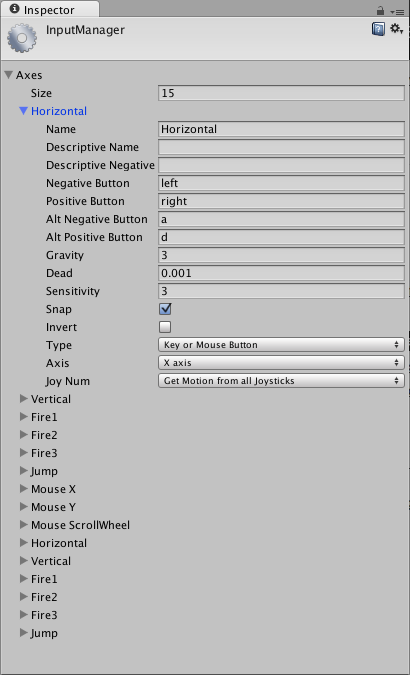 Inspector
InputManager
Axes
Size 15
Horizontal
Name Horizontal
Descriptive Name
Descriptive Negative
Negative Button left
Positive Button right
Alt Negative Button a
Alt Positive Button d
Gravity 3
Dead 0.001
Sensitivity 3
Snap
Invert
Type Key or Mouse Button
Axis X axis
Joy Num Get Motion from all Joysticks
Vertical
Fire1
Fire2
Fire3
Jump
Mouse X
Mouse Y
Mouse ScrollWheel
Horizontal
Vertical
Fire1
Fire2
Fire3
Jump